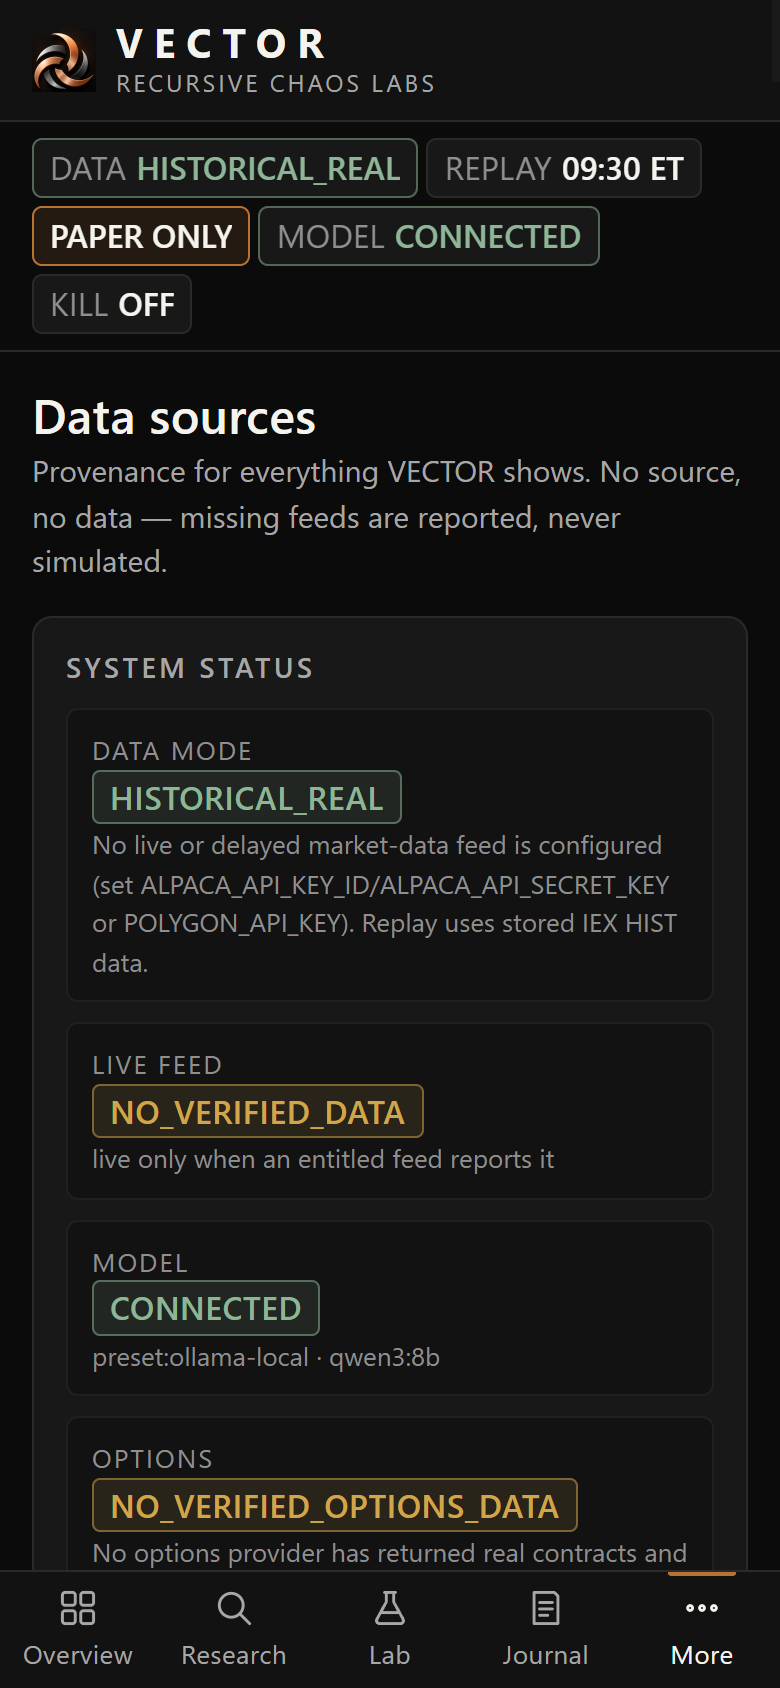 VECTOR
RECURSIVE CHAOS LABS
DATA HISTORICAL_REAL
REPLAY 09:30 ET
PAPER ONLY
MODEL CONNECTED
KILL OFF
Data sources
Provenance for everything VECTOR shows. No source,
no data — missing feeds are reported, never
simulated.
SYSTEM STATUS
DATA MODE
HISTORICAL_REAL
No live or delayed market-data feed is configured
(set ALPACA_API_KEY_ID/ALPACA_API_SECRET_KEY
or POLYGON_API_KEY). Replay uses stored IEX HIST
data.
LIVE FEED
NO_VERIFIED_DATA
live only when an entitled feed reports it
MODEL
CONNECTED
preset:ollama-local · qwen3:8b
OPTIONS
NO_VERIFIED_OPTIONS_DATA
No options provider has returned real contracts and
Overview
Research
Lab
Journal
More